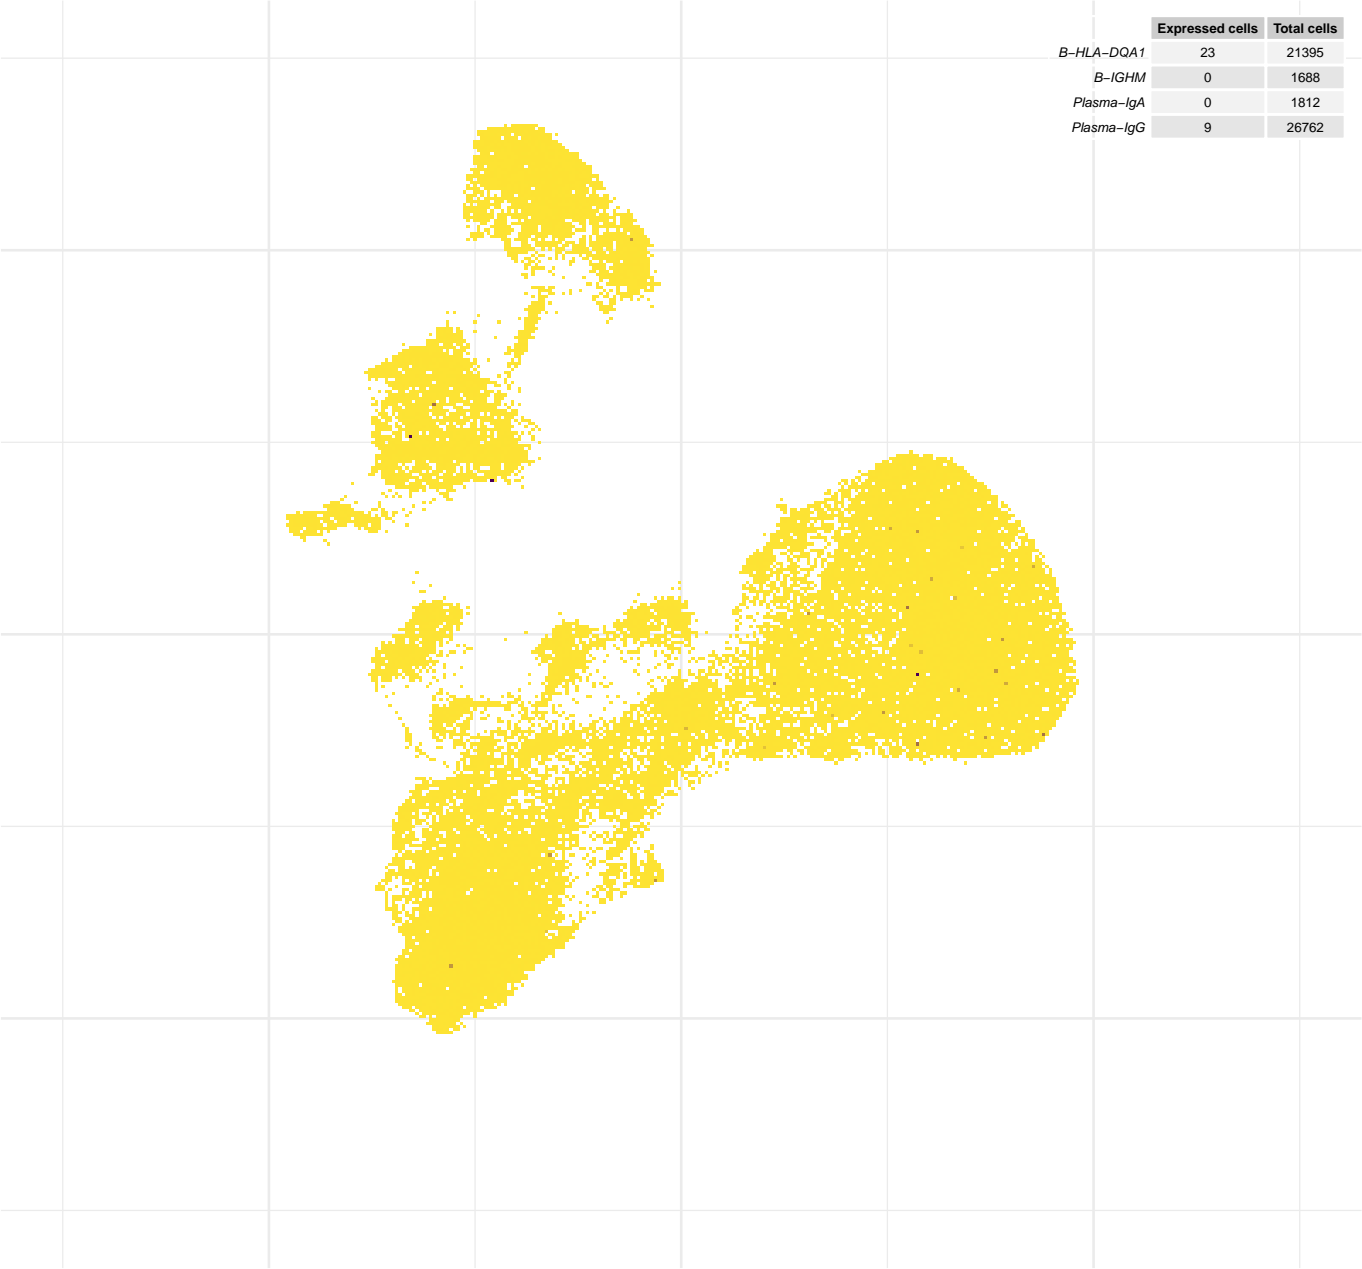 Expressed cells Total cells
B−HLA−DQA1 23 21395
B−IGHM 0 1688
Plasma−IgA 0 1812
Plasma−IgG 9 26762